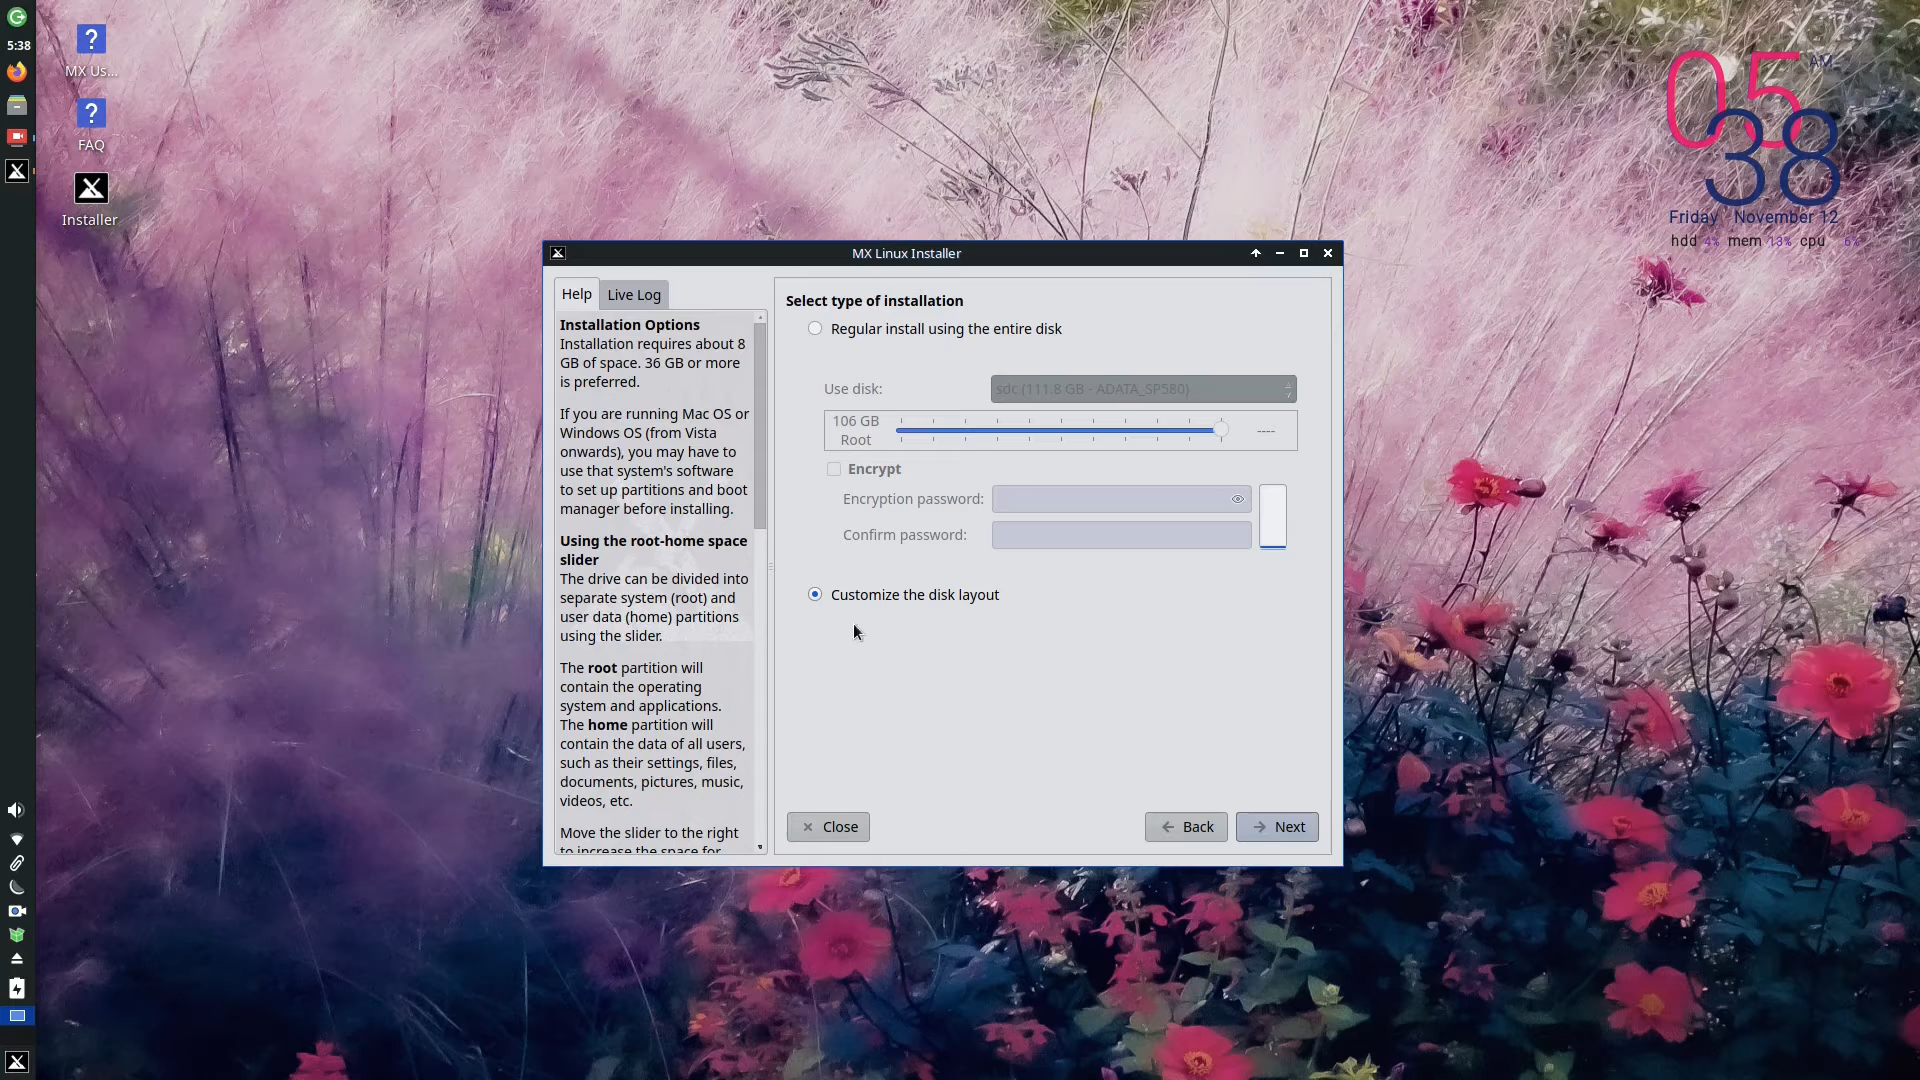 5:38
MX Us...
FAQ
Installer
05
AM
38
Friday November 12
hdd 4% mem 13% cpu 6%
MX Linux Installer
Help
Live Log
Installation Options
Installation requires about 8
GB of space. 36 GB or more
is preferred.
If you are running Mac OS or
Windows OS (from Vista
onwards), you may have to
use that system's software
to set up partitions and boot
manager before installing.
Using the root-home space
slider
The drive can be divided into
separate system (root) and
user data (home) partitions
using the slider.
The root partition will
contain the operating
system and applications.
The home partition will
contain the data of all users,
such as their settings, files,
documents, pictures, music,
videos, etc.
Move the slider to the right
to increase the space for
Select type of installation
Regular install using the entire disk
Use disk:
sdc (111.8 GB - ADATA_SP580)
106 GB
Root
----
Encrypt
Encryption password:
Confirm password:
Customize the disk layout
Close
Back
Next